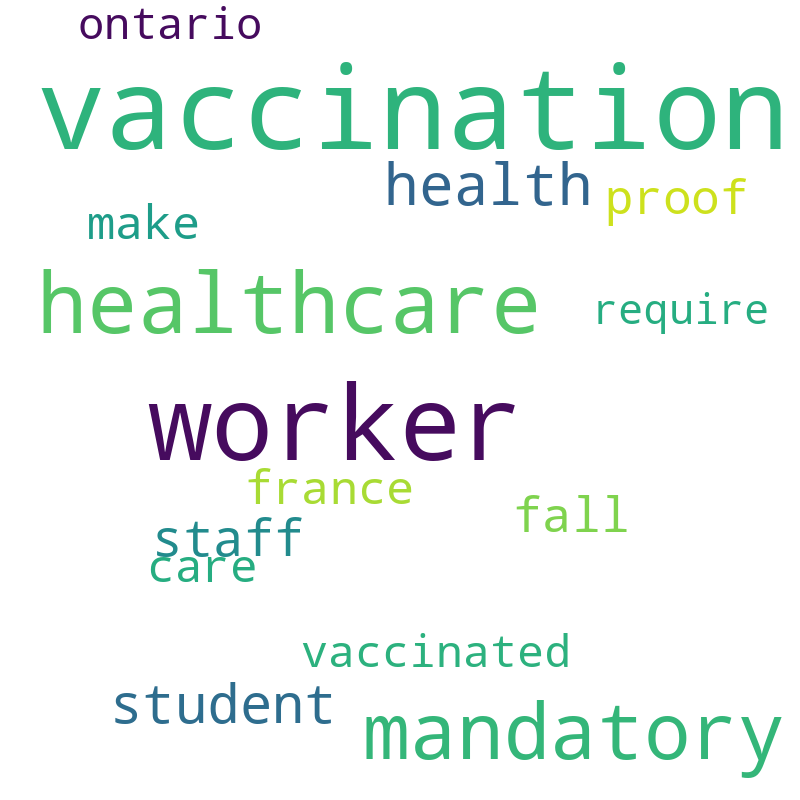 ontario
vaccination
health proof
make
healthcare
require
worker
france
fall
staff
care
vaccinated
student
mandatory